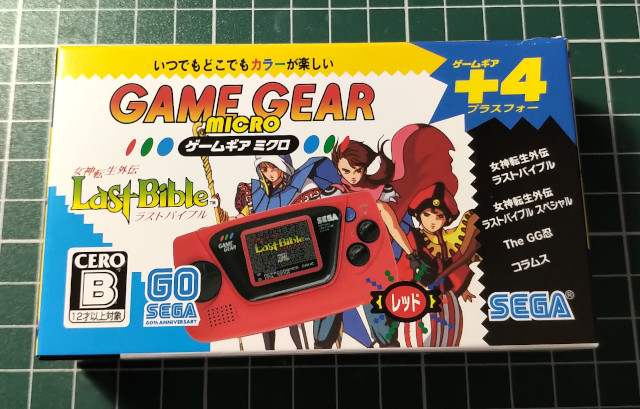 いつでもどこでもカラーが楽しい
GAME GEAR
MICRO
ゲームギア ミクロ
ゲームギア
+4
プラスフォー
女神転生外伝
Last Bible™
ラストバイブル
女神転生外伝
ラストバイブル
女神転生外伝
ラストバイブル スペシャル
The GG忍
コラムス
GAME GEAR
SEGA
Last Bible
CERO
B
12才以上対象
GO
SEGA
60th ANNIVERSARY
レッド
SEGA®